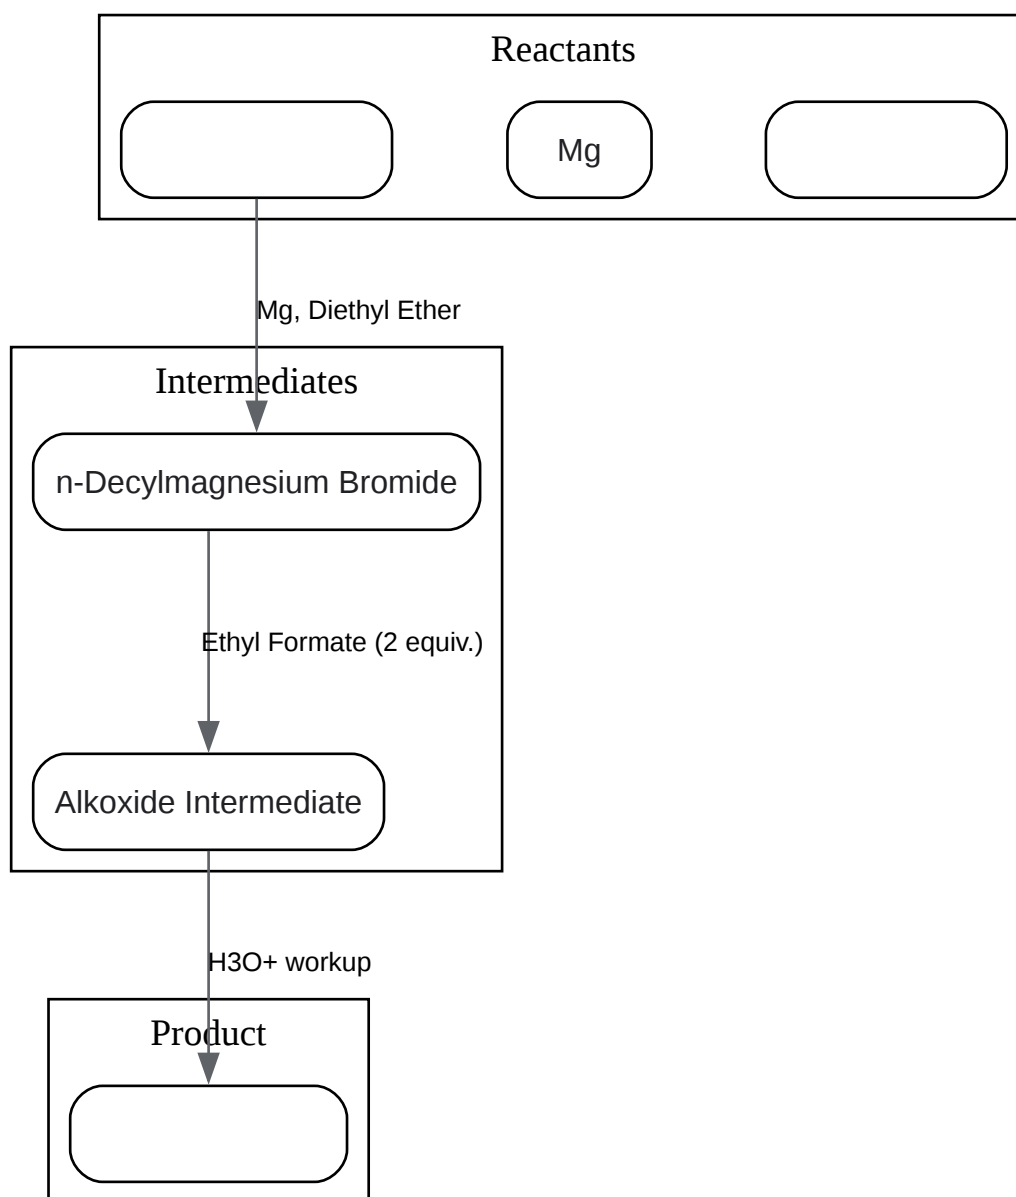 Reactants
Mg
Mg, Diethyl Ether
Intermediates
n-Decylmagnesium Bromide
Ethyl Formate (2 equiv.)
Alkoxide Intermediate
H3O+ workup
Product